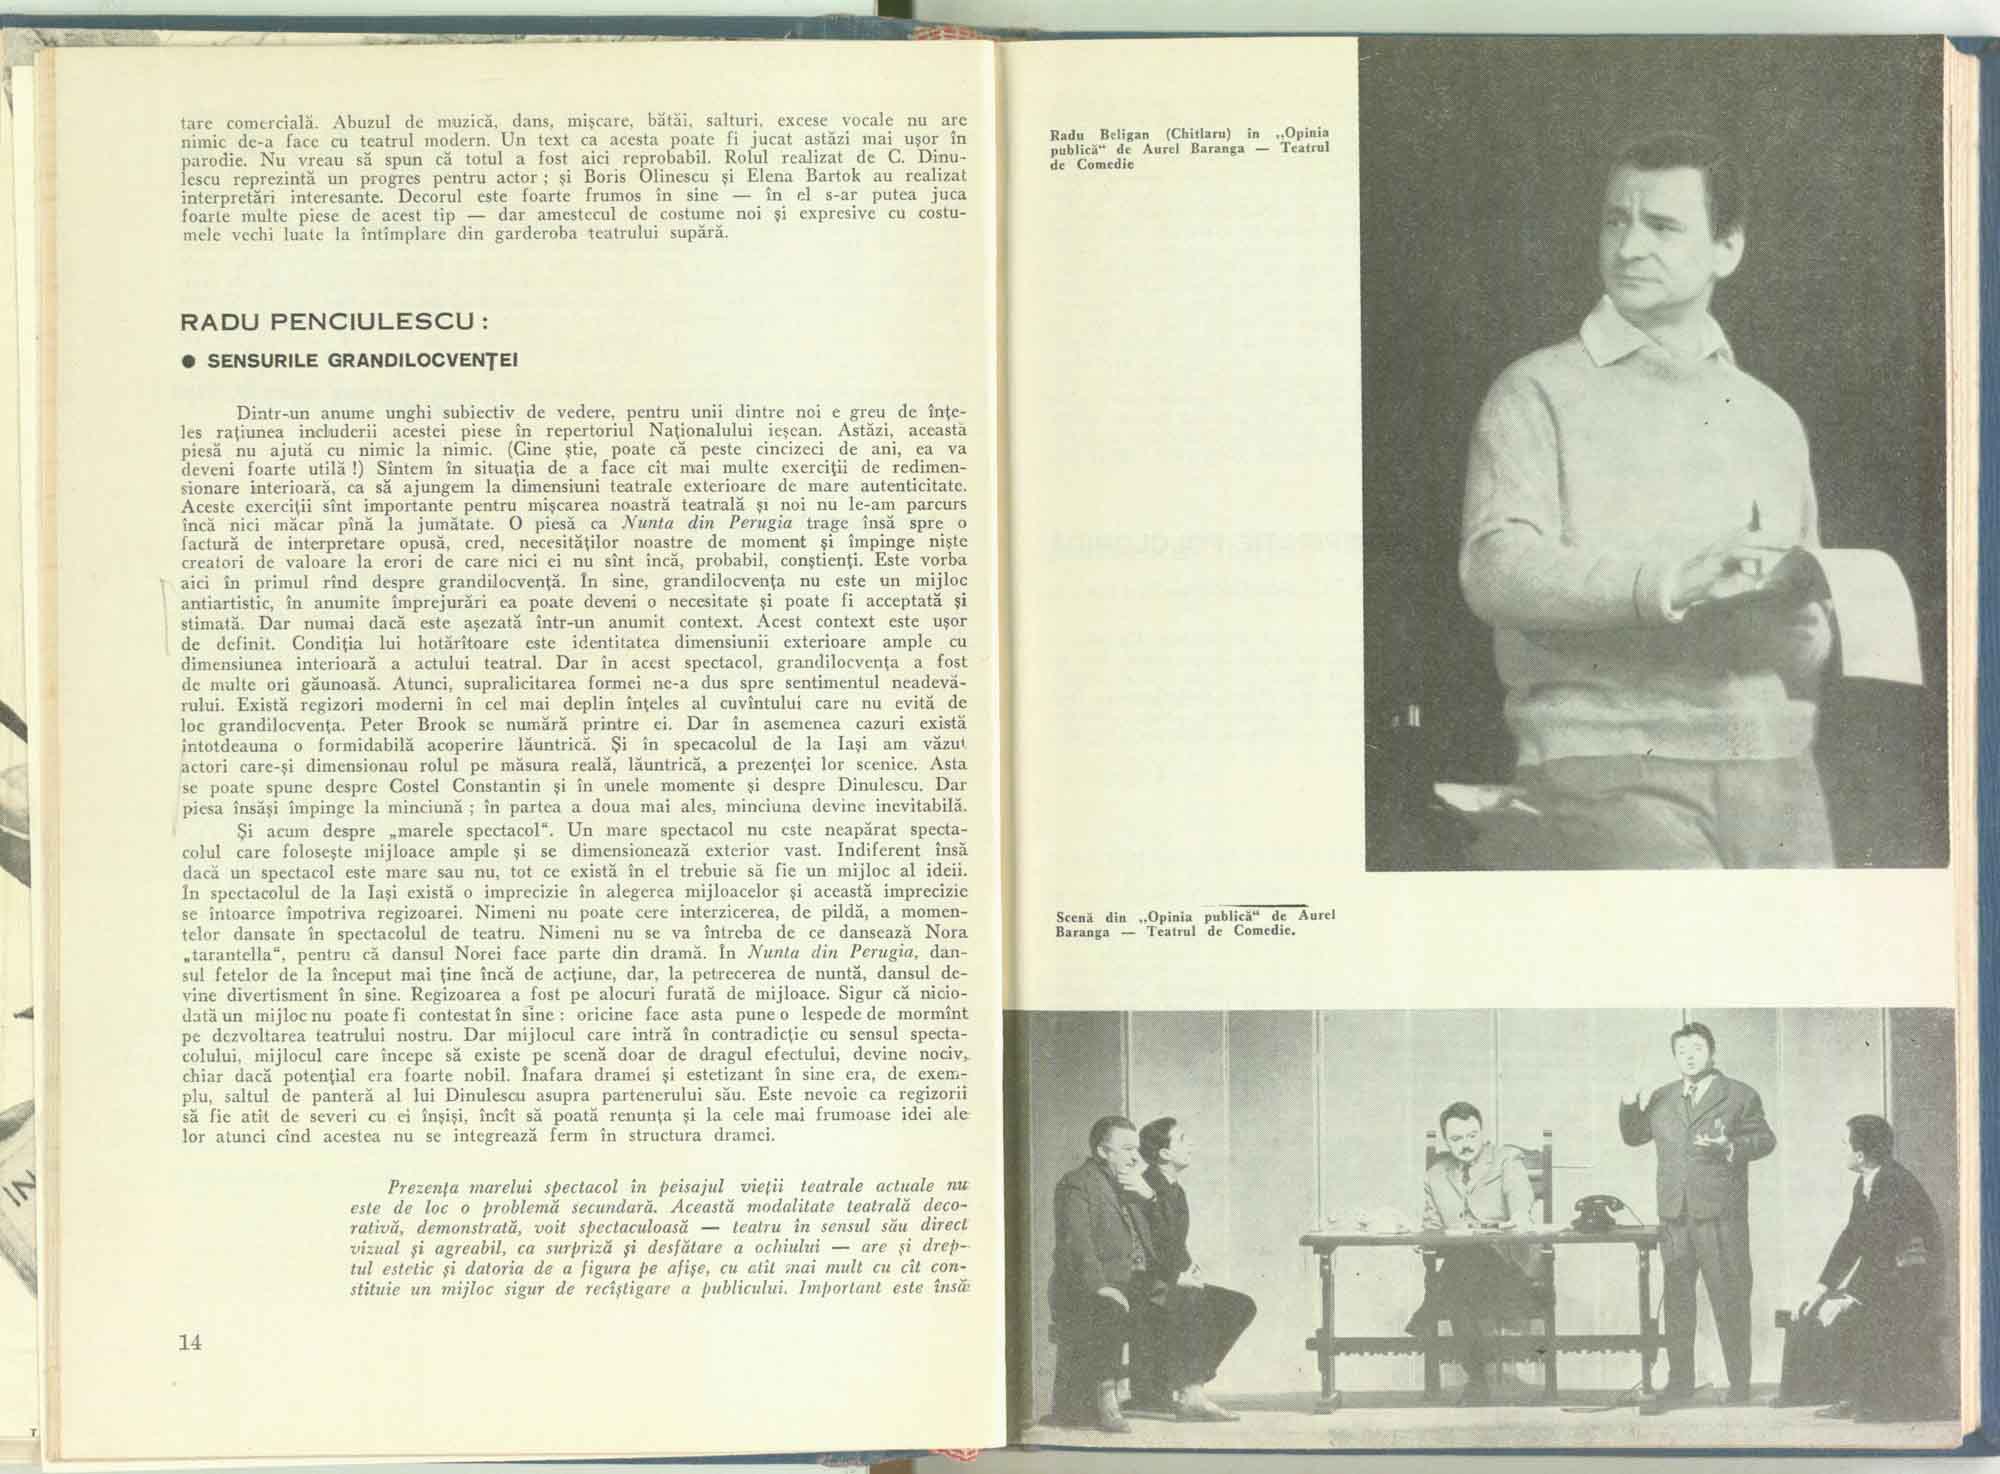 tare comercială. Abuzul de muzică, dans, mişcare, bătăi, salturi, excese vocale nu are
nimic de-a face cu teatrul modern. Un text ca acesta poate fi jucat astăzi mai uşor în
parodie. Nu vreau să spun că totul a fost aici reprobabil. Rolul realizat de C. Dinu-
lescu reprezintă un progres pentru actor ; şi Boris Olinescu şi Elena Bartok au realizat
interpretări interesante. Decorul este foarte frumos în sine — în el s-ar putea juca
foarte multe piese de acest tip — dar amestecul de costume noi şi expresive cu costu-
mele vechi luate la întîmplare din garderoba teatrului supără.
RADU PENCIULESCU :
● SENSURILE GRANDILOCVENŢEI
Dintr-un anume unghi subiectiv de vedere, pentru unii dintre noi e greu de înţe-
les raţiunea includerii acestei piese în repertoriul Naţionalului ieşean. Astăzi, această
piesă nu ajută cu nimic la nimic. (Cine ştie, poate că peste cincizeci de ani, ea va
deveni foarte utilă !) Sîntem în situaţia de a face cît mai multe exerciţii de redimen-
sionare interioară, ca să ajungem la dimensiuni teatrale exterioare de mare autenticitate.
Aceste exerciţii sînt importante pentru mişcarea noastră teatrală şi noi nu le-am parcurs
încă nici măcar pînă la jumătate. O piesă ca Nunta din Perugia trage însă spre o
factură de interpretare opusă, cred, necesităţilor noastre de moment şi împinge nişte
creatori de valoare la erori de care nici ei nu sînt încă, probabil, conştienţi. Este vorba
aici în primul rînd despre grandilocvenţă. În sine, grandilocvenţa nu este un mijloc
antiartistic, în anumite împrejurări ea poate deveni o necesitate şi poate fi acceptată şi
stimată. Dar numai dacă este aşezată într-un anumit context. Acest context este uşor
de definit. Condiţia lui hotărîtoare este identitatea dimensiunii exterioare ample cu
dimensiunea interioară a actului teatral. Dar în acest spectacol, grandilocvenţa a fost
de multe ori găunoasă. Atunci, supralicitarea formei ne-a dus spre sentimentul neadevă-
rului. Există regizori moderni în cel mai deplin înţeles al cuvîntului care nu evită de
loc grandilocvenţa. Peter Brook se numără printre ei. Dar în asemenea cazuri există
întotdeauna o formidabilă acoperire lăuntrică. Şi în specacolul de la Iaşi am văzut
actori care-şi dimensionau rolul pe măsura reală, lăuntrică, a prezenţei lor scenice. Asta
se poate spune despre Costel Constantin şi în unele momente şi despre Dinulescu. Dar
piesa însăşi împinge la minciună ; în partea a doua mai ales, minciuna devine inevitabilă.
Şi acum despre „marele spectacol“. Un mare spectacol nu este neapărat specta-
colul care foloseşte mijloace ample şi se dimensionează exterior vast. Indiferent însă
dacă un spectacol este mare sau nu, tot ce există în el trebuie să fie un mijloc al ideii.
În spectacolul de la Iaşi există o imprecizie în alegerea mijloacelor şi această imprecizie
se întoarce împotriva regizoarei. Nimeni nu poate cere interzicerea, de pildă, a momen-
telor dansate în spectacolul de teatru. Nimeni nu se va întreba de ce dansează Nora
„tarantella“, pentru că dansul Norei face parte din dramă. În Nunta din Perugia, dan-
sul fetelor de la început mai ţine încă de acţiune, dar, la petrecerea de nuntă, dansul de-
vine divertisment în sine. Regizoarea a fost pe alocuri furată de mijloace. Sigur că nicio-
dată un mijloc nu poate fi contestat în sine : oricine face asta pune o lespede de mormînt
pe dezvoltarea teatrului nostru. Dar mijlocul care intră în contradicţie cu sensul specta-
colului, mijlocul care începe să existe pe scenă doar de dragul efectului, devine nociv,
chiar dacă potenţial era foarte nobil. Înafara dramei şi estetizant în sine era, de exem-
plu, saltul de panteră al lui Dinulescu asupra partenerului său. Este nevoie ca regizorii
să fie atît de severi cu ei înşişi, încît să poată renunţa şi la cele mai frumoase idei ale
lor atunci cînd acestea nu se integrează ferm în structura dramei.
Prezenţa marelui spectacol în peisajul vieţii teatrale actuale nu
este de loc o problemă secundară. Această modalitate teatrală deco-
rativă, demonstrată, voit spectaculoasă — teatru în sensul său direct
vizual şi agreabil, ca surpriză şi desfătare a ochiului — are şi drep-
tul estetic şi datoria de a figura pe afişe, cu atît mai mult cu cît con-
stituie un mijloc sigur de recîştigare a publicului. Important este însă
14
Radu Beligan (Chitlaru) în „Opinia
publică“ de Aurel Baranga — Teatrul
de Comedie
Scenă din „Opinia publică“ de Aurel
Baranga — Teatrul de Comedie.
IN
T